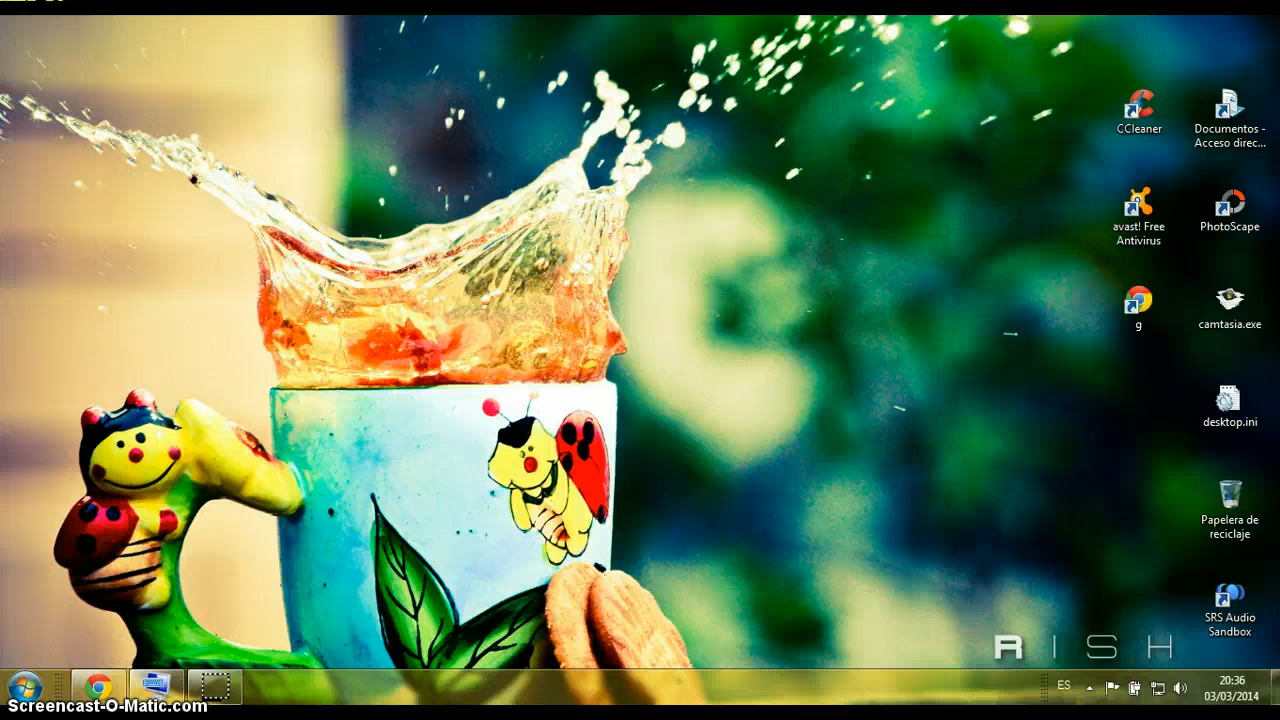 CCleaner
Documentos -
Acceso direc...
avast! Free
Antivirus
PhotoScape
g
camtasia.exe
desktop.ini
Papelera de
reciclaje
SRS Audio
Sandbox
R I S H
ES
20:36
03/03/2014
Screencast-O-Matic.com